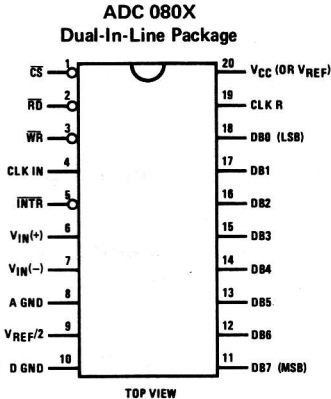 ADC 080X
Dual-In-Line Package
CS 1 20 VCC (OR VREF)
RD 2 19 CLK R
WR 3 18 DB0 (LSB)
CLK IN 4 17 DB1
INTR 5 16 DB2
VIN(+) 6 15 DB3
VIN(−) 7 14 DB4
A GND 8 13 DB5
VREF/2 9 12 DB6
D GND 10 11 DB7 (MSB)
TOP VIEW